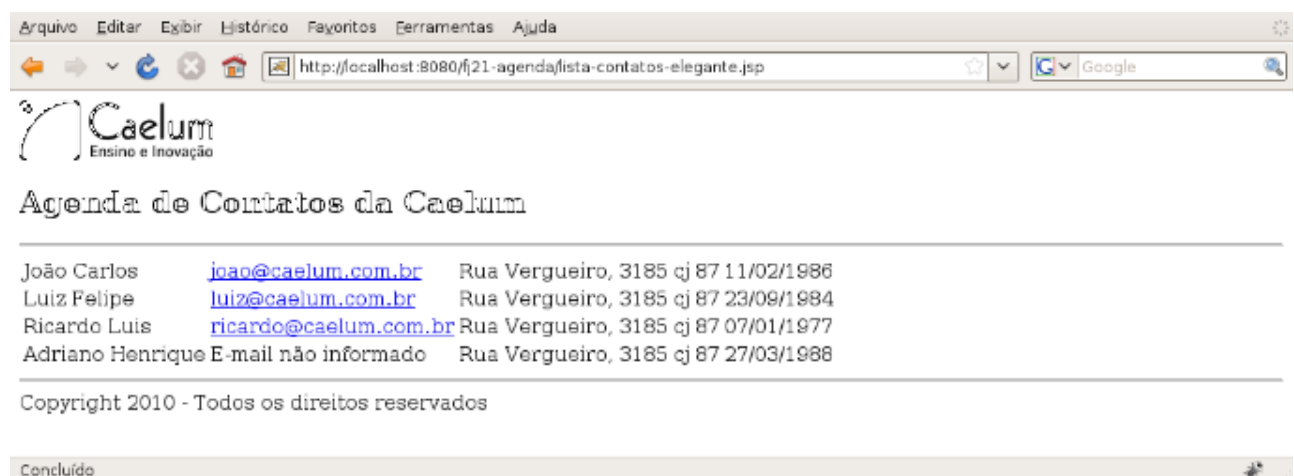 Arquivo Editar Exibir Histórico Favoritos Ferramentas Ajuda
http://localhost:8080/fj21-agenda/lista-contatos-elegante.jsp Google
Caelum
Ensino e Inovação
Agenda de Contatos da Caelum
João Carlos joao@caelum.com.br Rua Vergueiro, 3185 cj 87 11/02/1986
Luiz Felipe luiz@caelum.com.br Rua Vergueiro, 3185 cj 87 23/09/1984
Ricardo Luis ricardo@caelum.com.br Rua Vergueiro, 3185 cj 87 07/01/1977
Adriano Henrique E-mail não informado Rua Vergueiro, 3185 cj 87 27/03/1988
Copyright 2010 - Todos os direitos reservados
Concluído